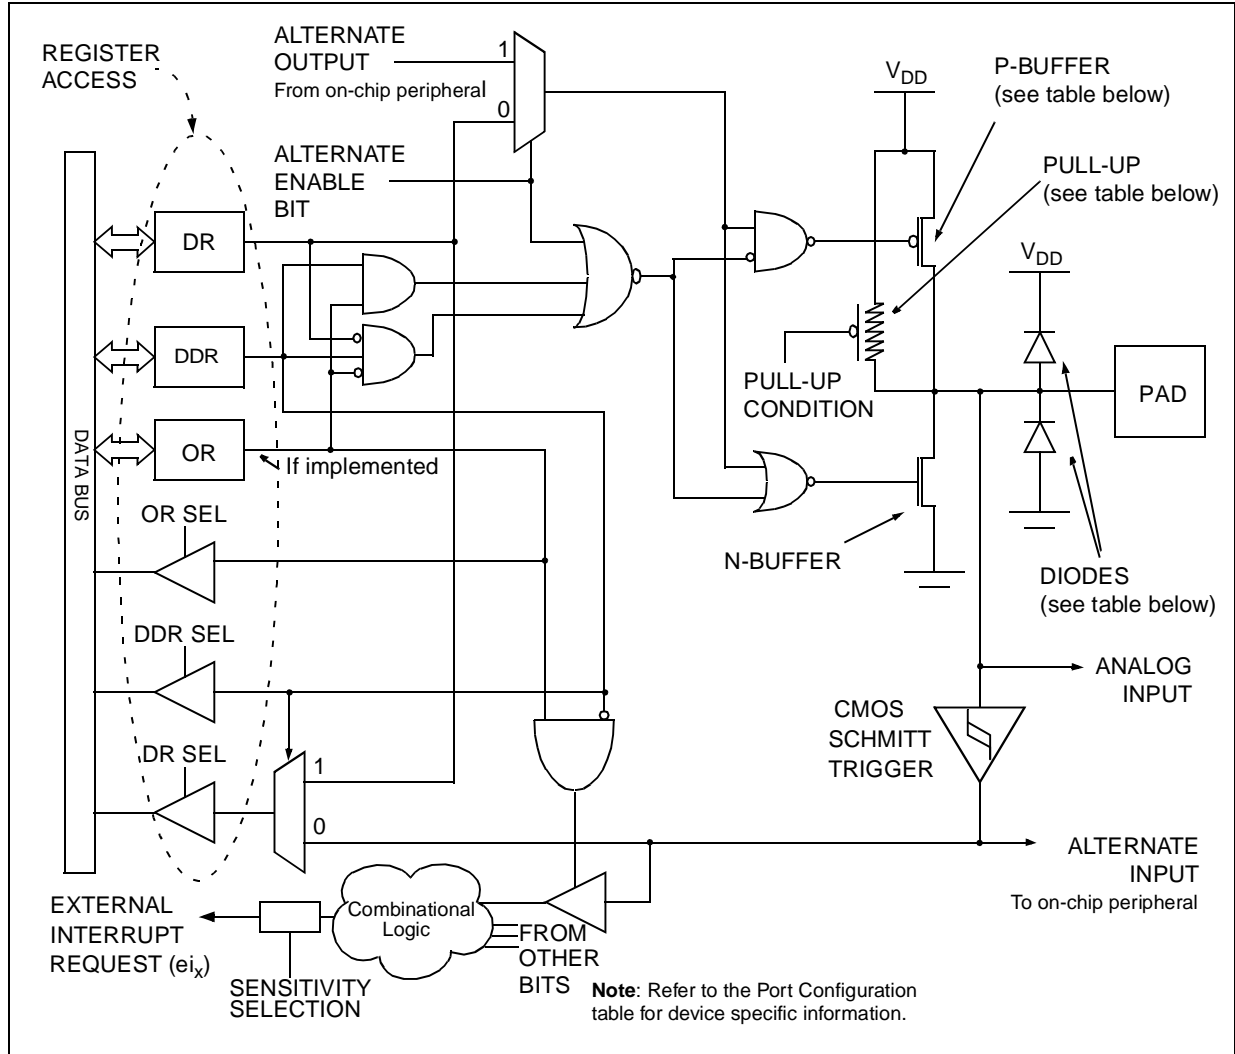 REGISTER
ACCESS
ALTERNATE
OUTPUT
From on-chip peripheral
1
0
ALTERNATE
ENABLE
BIT
VDD
P-BUFFER
(see table below)
PULL-UP
(see table below)
VDD
DR
DDR
OR
If implemented
DATA BUS
PULL-UP
CONDITION
PAD
N-BUFFER
DIODES
(see table below)
OR SEL
DDR SEL
DR SEL
1
0
ANALOG
INPUT
CMOS
SCHMITT
TRIGGER
ALTERNATE
INPUT
To on-chip peripheral
EXTERNAL
INTERRUPT
REQUEST (eix)
Combinational
Logic
SENSITIVITY
SELECTION
FROM
OTHER
BITS
Note: Refer to the Port Configuration
table for device specific information.